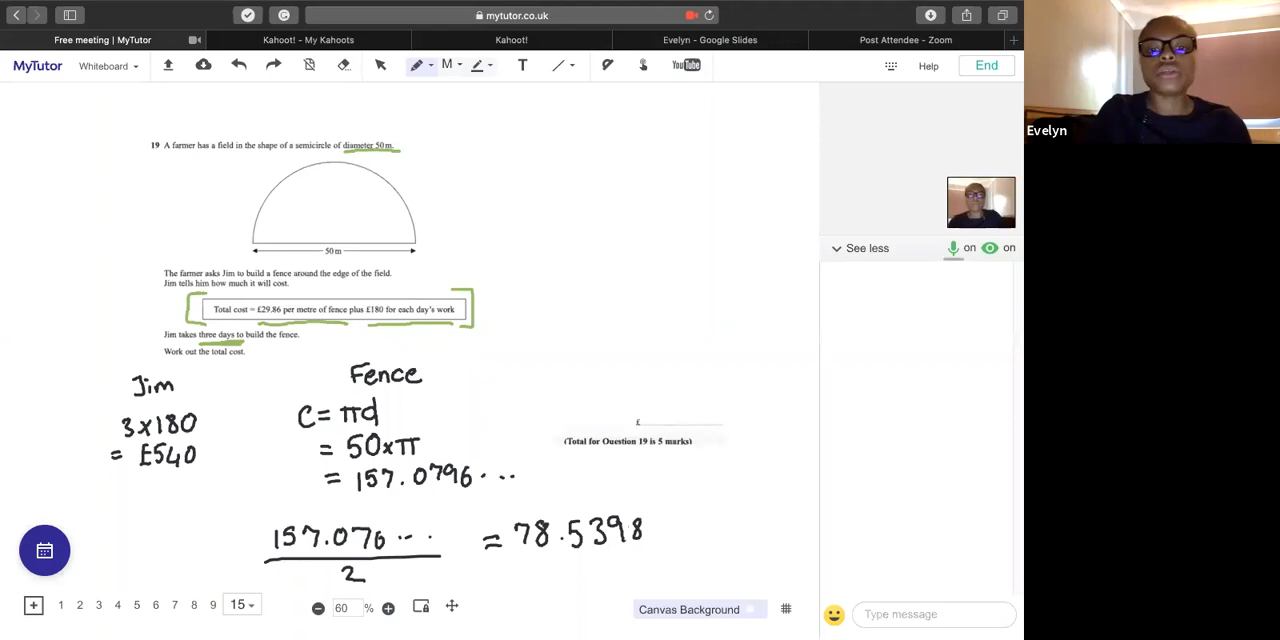 mytutor.co.uk
Free meeting | MyTutor
Kahoot! - My Kahoots
Kahoot!
Evelyn - Google Slides
Post Attendee - Zoom
MyTutor
Whiteboard
M
T
YouTube
Help
End
19 A farmer has a field in the shape of a semicircle of diameter 50 m.
50 m
The farmer asks Jim to build a fence around the edge of the field.
Jim tells him how much it will cost.
Total cost = £29.86 per metre of fence plus £180 for each day's work
Jim takes three days to build the fence.
Work out the total cost.
Jim
3 x 180
= £540
Fence
C = πd
= 50 x π
= 157.0796...
£
(Total for Question 19 is 5 marks)
157.076...
2
= 78.5398
1 2 3 4 5 6 7 8 9 15
60 %
Canvas Background
See less
on
on
Type message
Evelyn